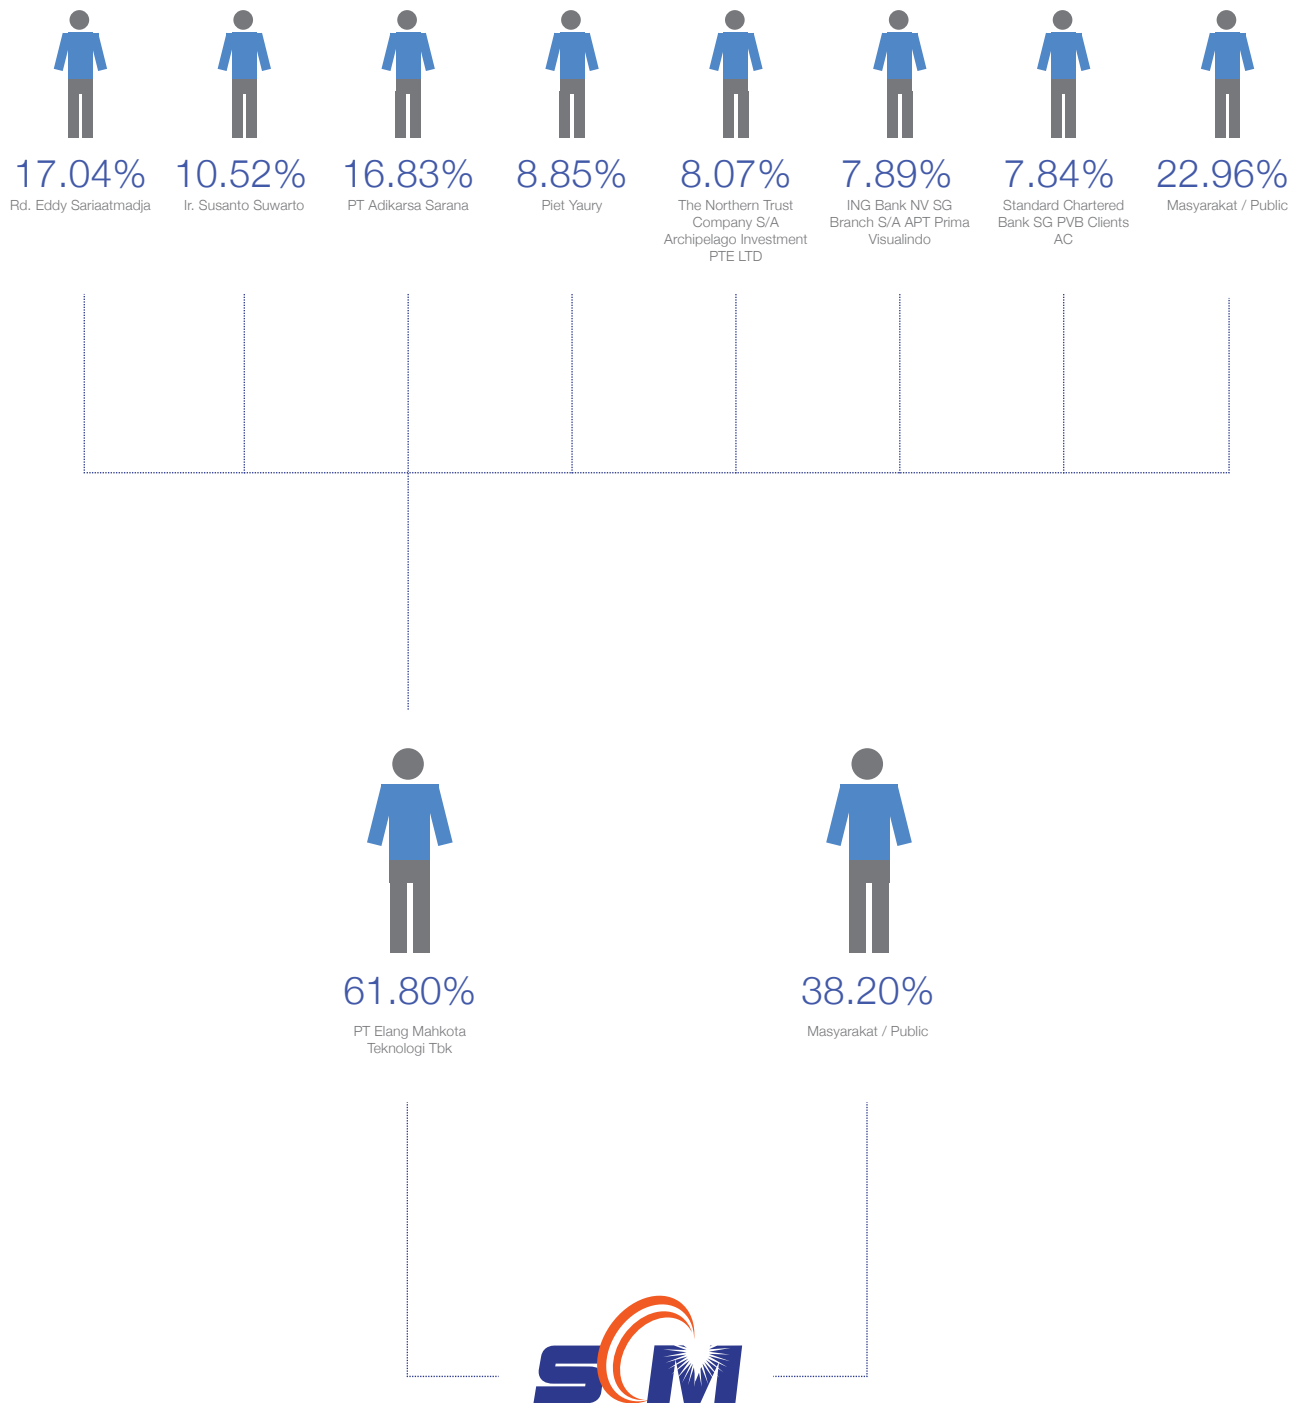 17.04%
Rd. Eddy Sariaatmadja
10.52%
Ir. Susanto Suwarto
16.83%
PT Adikarsa Sarana
8.85%
Piet Yaury
8.07%
The Northern Trust
Company S/A
Archipelago Investment
PTE LTD
7.89%
ING Bank NV SG
Branch S/A APT Prima
Visualindo
7.84%
Standard Chartered
Bank SG PVB Clients
AC
22.96%
Masyarakat / Public
61.80%
PT Elang Mahkota
Teknologi Tbk
38.20%
Masyarakat / Public
SCM